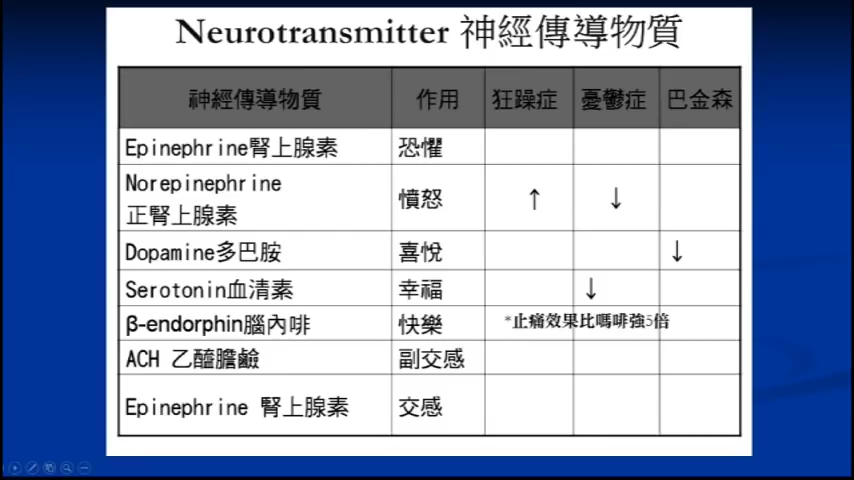 Neurotransmitter 神經傳導物質
神經傳導物質 作用 狂躁症 憂鬱症 巴金森
Epinephrine腎上腺素 恐懼
Norepinephrine
正腎上腺素 憤怒 ↑ ↓
Dopamine多巴胺 喜悅 ↓
Serotonin血清素 幸福 ↓
β-endorphin腦內啡 快樂 *止痛效果比嗎啡強5倍
ACH 乙醯膽鹼 副交感
Epinephrine 腎上腺素 交感